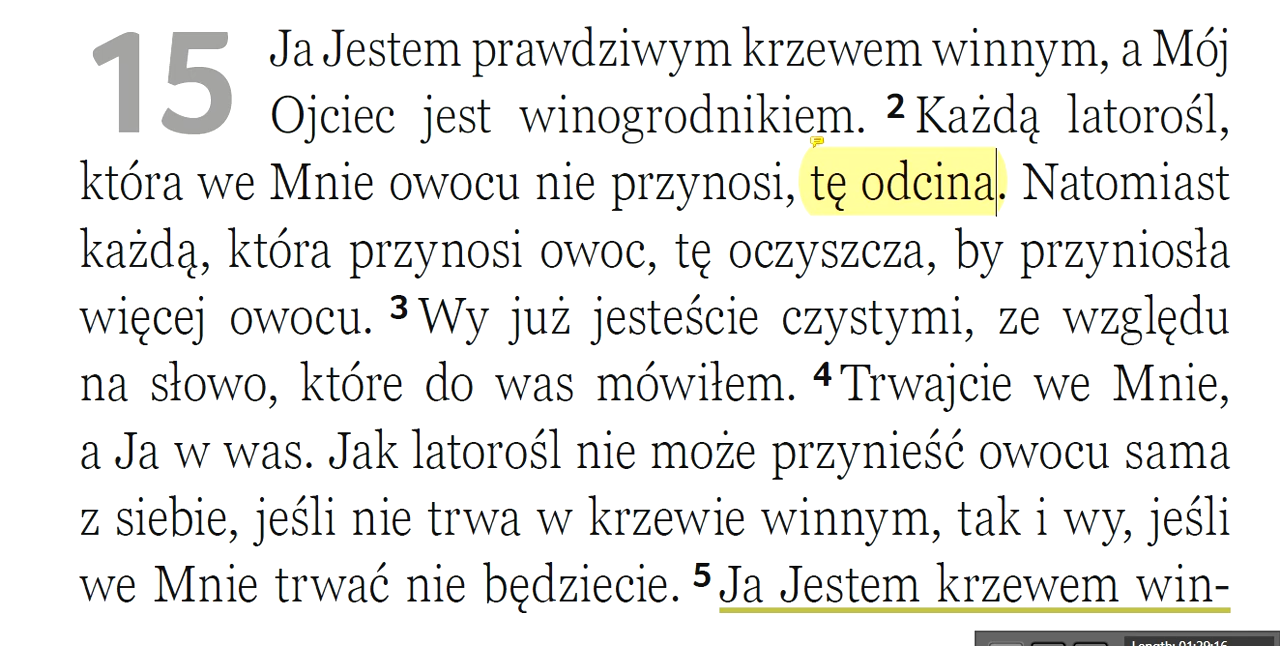 15 Ja Jestem prawdziwym krzewem winnym, a Mój
Ojciec jest winogrodnikiem. 2 Każdą latorośl,
która we Mnie owocu nie przynosi, tę odcina. Natomiast
każdą, która przynosi owoc, tę oczyszcza, by przyniosła
więcej owocu. 3 Wy już jesteście czystymi, ze względu
na słowo, które do was mówiłem. 4 Trwajcie we Mnie,
a Ja w was. Jak latorośl nie może przynieść owocu sama
z siebie, jeśli nie trwa w krzewie winnym, tak i wy, jeśli
we Mnie trwać nie będziecie. 5 Ja Jestem krzewem win-
Length: 01:29:16